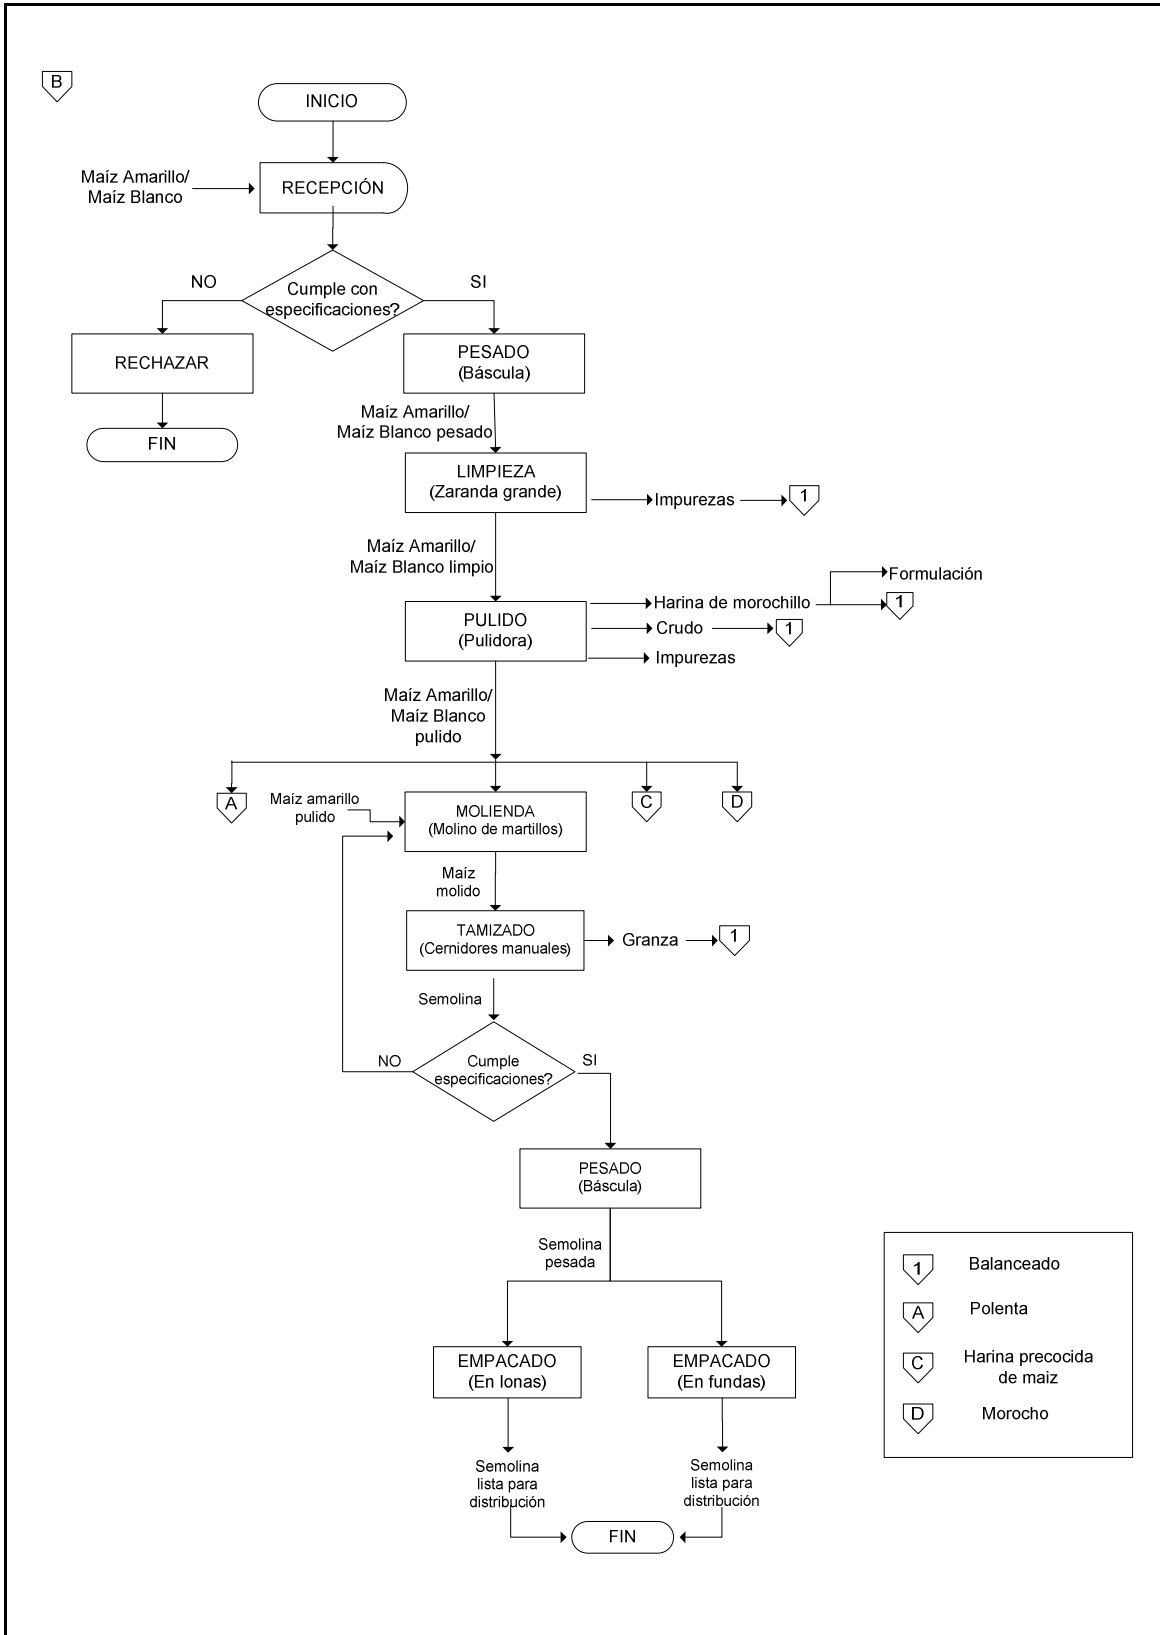 B
INICIO
Maíz Amarillo/
Maíz Blanco
RECEPCIÓN
NO
Cumple con
especificaciones?
SI
RECHAZAR
PESADO
(Báscula)
FIN
Maíz Amarillo/
Maíz Blanco pesado
LIMPIEZA
(Zaranda grande)
Impurezas
1
Maíz Amarillo/
Maíz Blanco limpio
Formulación
PULIDO
(Pulidora)
Harina de morochillo
1
Crudo
1
Impurezas
Maíz Amarillo/
Maíz Blanco
pulido
A
Maíz amarillo
pulido
MOLIENDA
(Molino de martillos)
C
D
Maíz
molido
TAMIZADO
(Cernidores manuales)
Granza
1
Semolina
NO
Cumple
especificaciones?
SI
PESADO
(Báscula)
Semolina
pesada
EMPACADO
(En lonas)
EMPACADO
(En fundas)
Semolina
lista para
distribución
Semolina
lista para
distribución
FIN
1 Balanceado
A Polenta
C Harina precocida
de maiz
D Morocho